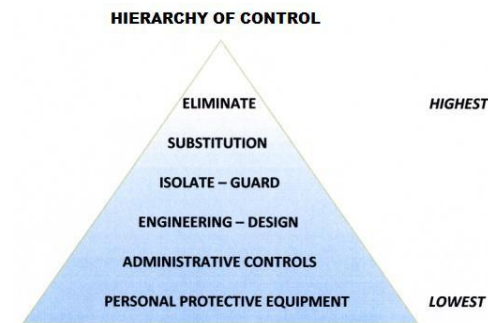 HIERARCHY OF CONTROL
ELIMINATE HIGHEST
SUBSTITUTION
ISOLATE – GUARD
ENGINEERING – DESIGN
ADMINISTRATIVE CONTROLS
PERSONAL PROTECTIVE EQUIPMENT LOWEST